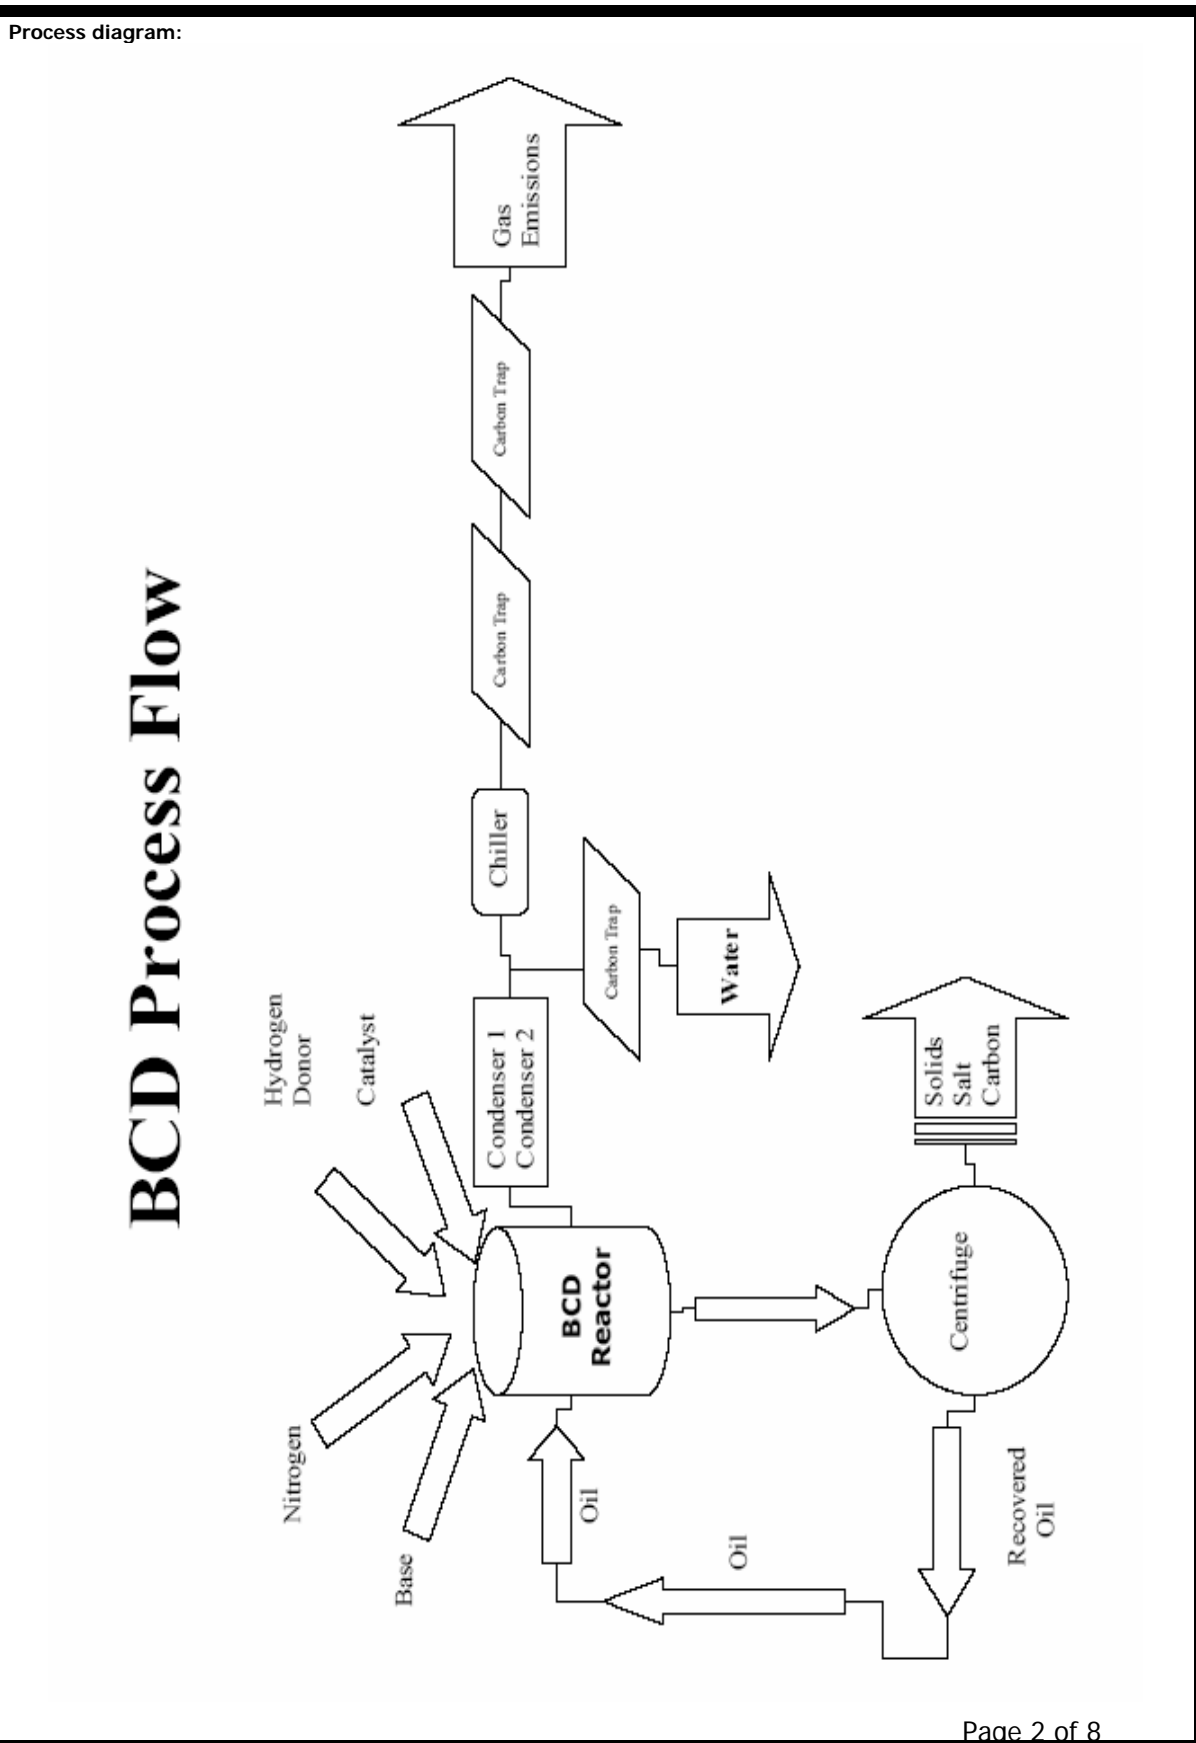 Process diagram:
BCD Process Flow
Nitrogen
Hydrogen
Donor
Base
Catalyst
BCD
Reactor
Condenser 1
Condenser 2
Chiller
Carbon Trap
Carbon Trap
Gas
Emissions
Carbon Trap
Water
Oil
Oil
Centrifuge
Solids
Salt
Carbon
Recovered
Oil
Page 2 of 8